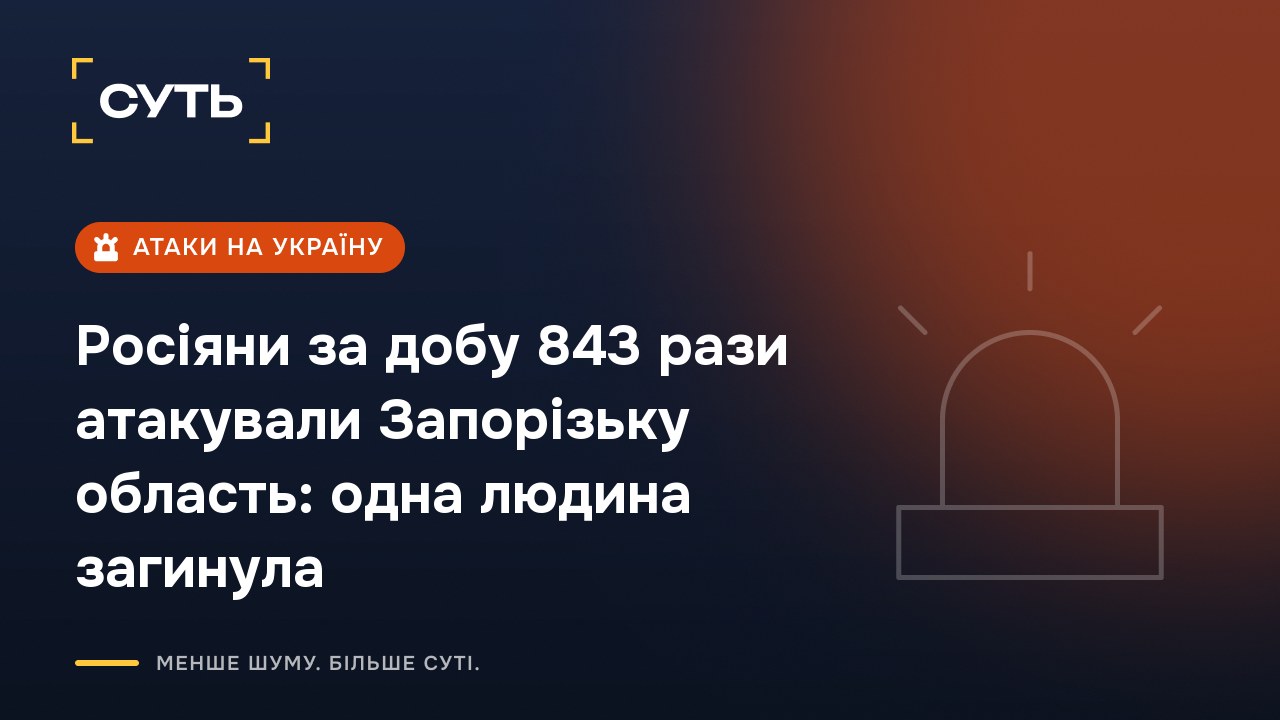 СУТЬ
АТАКИ НА УКРАЇНУ
Росіяни за добу 843 рази
атакували Запорізьку
область: одна людина
загинула
МЕНШЕ ШУМУ. БІЛЬШЕ СУТІ.